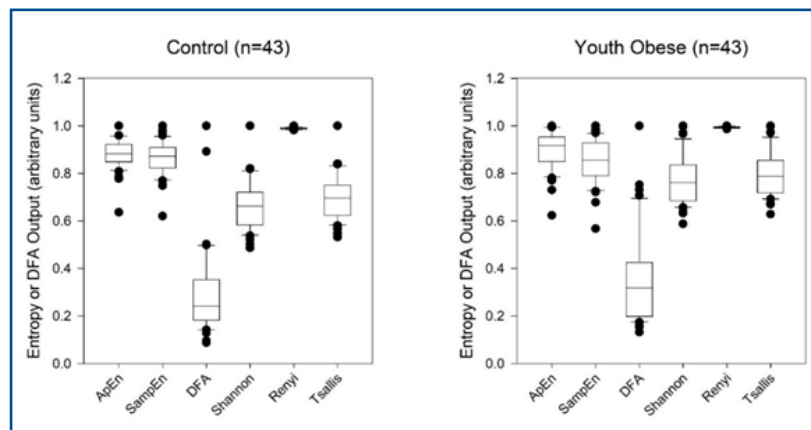 Control (n=43)
Entropy or DFA Output (arbitrary units)
1.2
1.0
0.8
0.6
0.4
0.2
0.0
ApEn
SampEn
DFA
Shannon
Renyi
Tsallis
Youth Obese (n=43)
Entropy or DFA Output (arbitrary units)
1.2
1.0
0.8
0.6
0.4
0.2
0.0
ApEn
SampEn
DFA
Shannon
Renyi
Tsallis